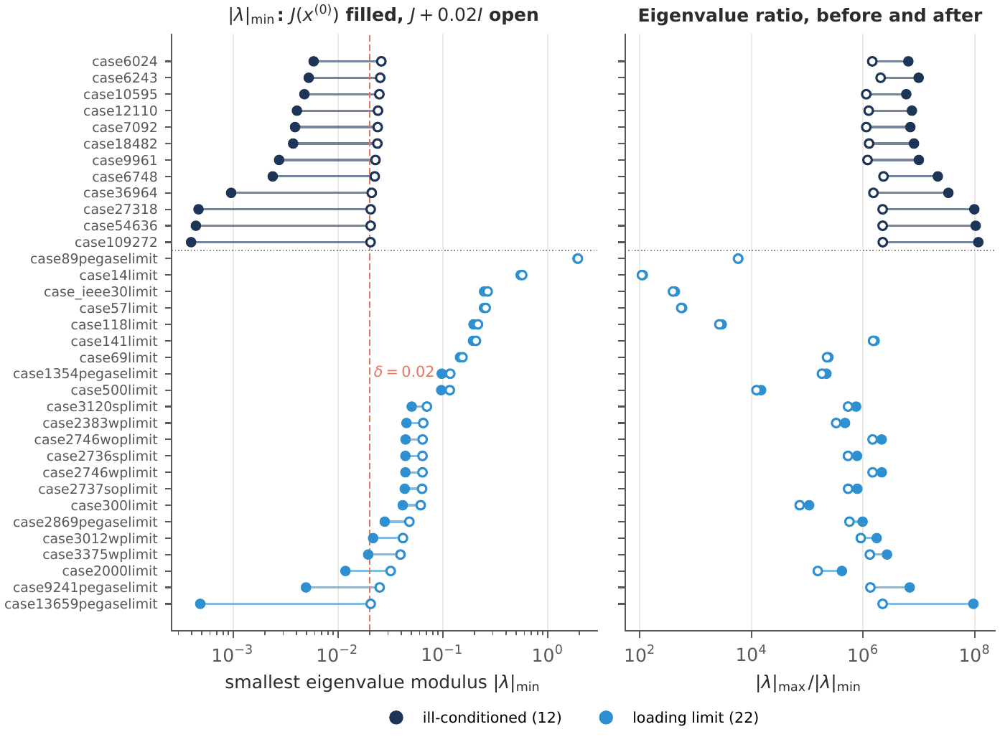 |λ|min: J(x⁽⁰⁾) filled, J + 0.02I open
Eigenvalue ratio, before and after
case6024
case6243
case10595
case12110
case7092
case18482
case9961
case6748
case36964
case27318
case54636
case109272
case89pegaselimit
case14limit
case_ieee30limit
case57limit
case118limit
case141limit
case69limit
case1354pegaselimit
δ = 0.02
case500limit
case3120splimit
case2383wplimit
case2746woplimit
case2736splimit
case2746wplimit
case2737soplimit
case300limit
case2869pegaselimit
case3012wplimit
case3375wplimit
case2000limit
case9241pegaselimit
case13659pegaselimit
10⁻³ 10⁻² 10⁻¹ 10⁰
10² 10⁴ 10⁶ 10⁸
smallest eigenvalue modulus |λ|min
|λ|max/|λ|min
ill-conditioned (12) loading limit (22)